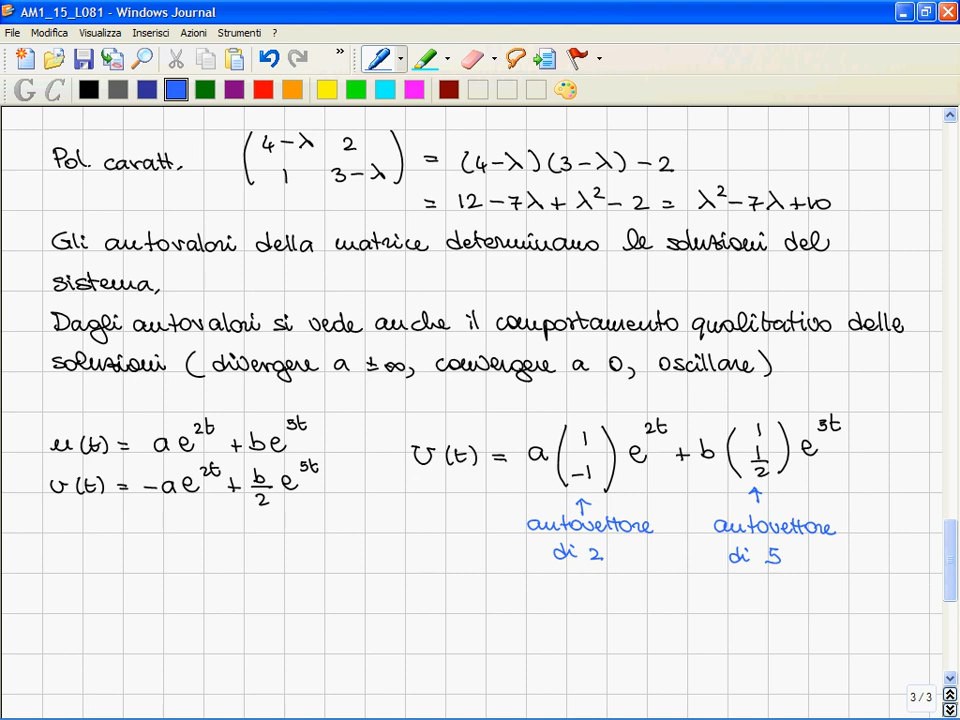 AM1_15_L081 - Windows Journal
File Modifica Visualizza Inserisci Azioni Strumenti ?
» 
G C
Pol. caratt. (4-λ 2
1 3-λ) = (4-λ)(3-λ) - 2
= 12 - 7λ + λ² - 2 = λ² - 7λ + 10
Gli autovalori della matrice determinano le soluzioni del
sistema.
Dagli autovalori si vede anche il comportamento qualitativo delle
soluzioni (divergere a ±∞, convergere a 0, oscillare)
u(t) = a e^{2t} + b e^{5t}
v(t) = -a e^{2t} + b/2 e^{5t}
U(t) = a (1
-1) e^{2t} + b (1
1/2) e^{5t}
↑ ↑
autovettore autovettore
di 2 di 5
3 / 3